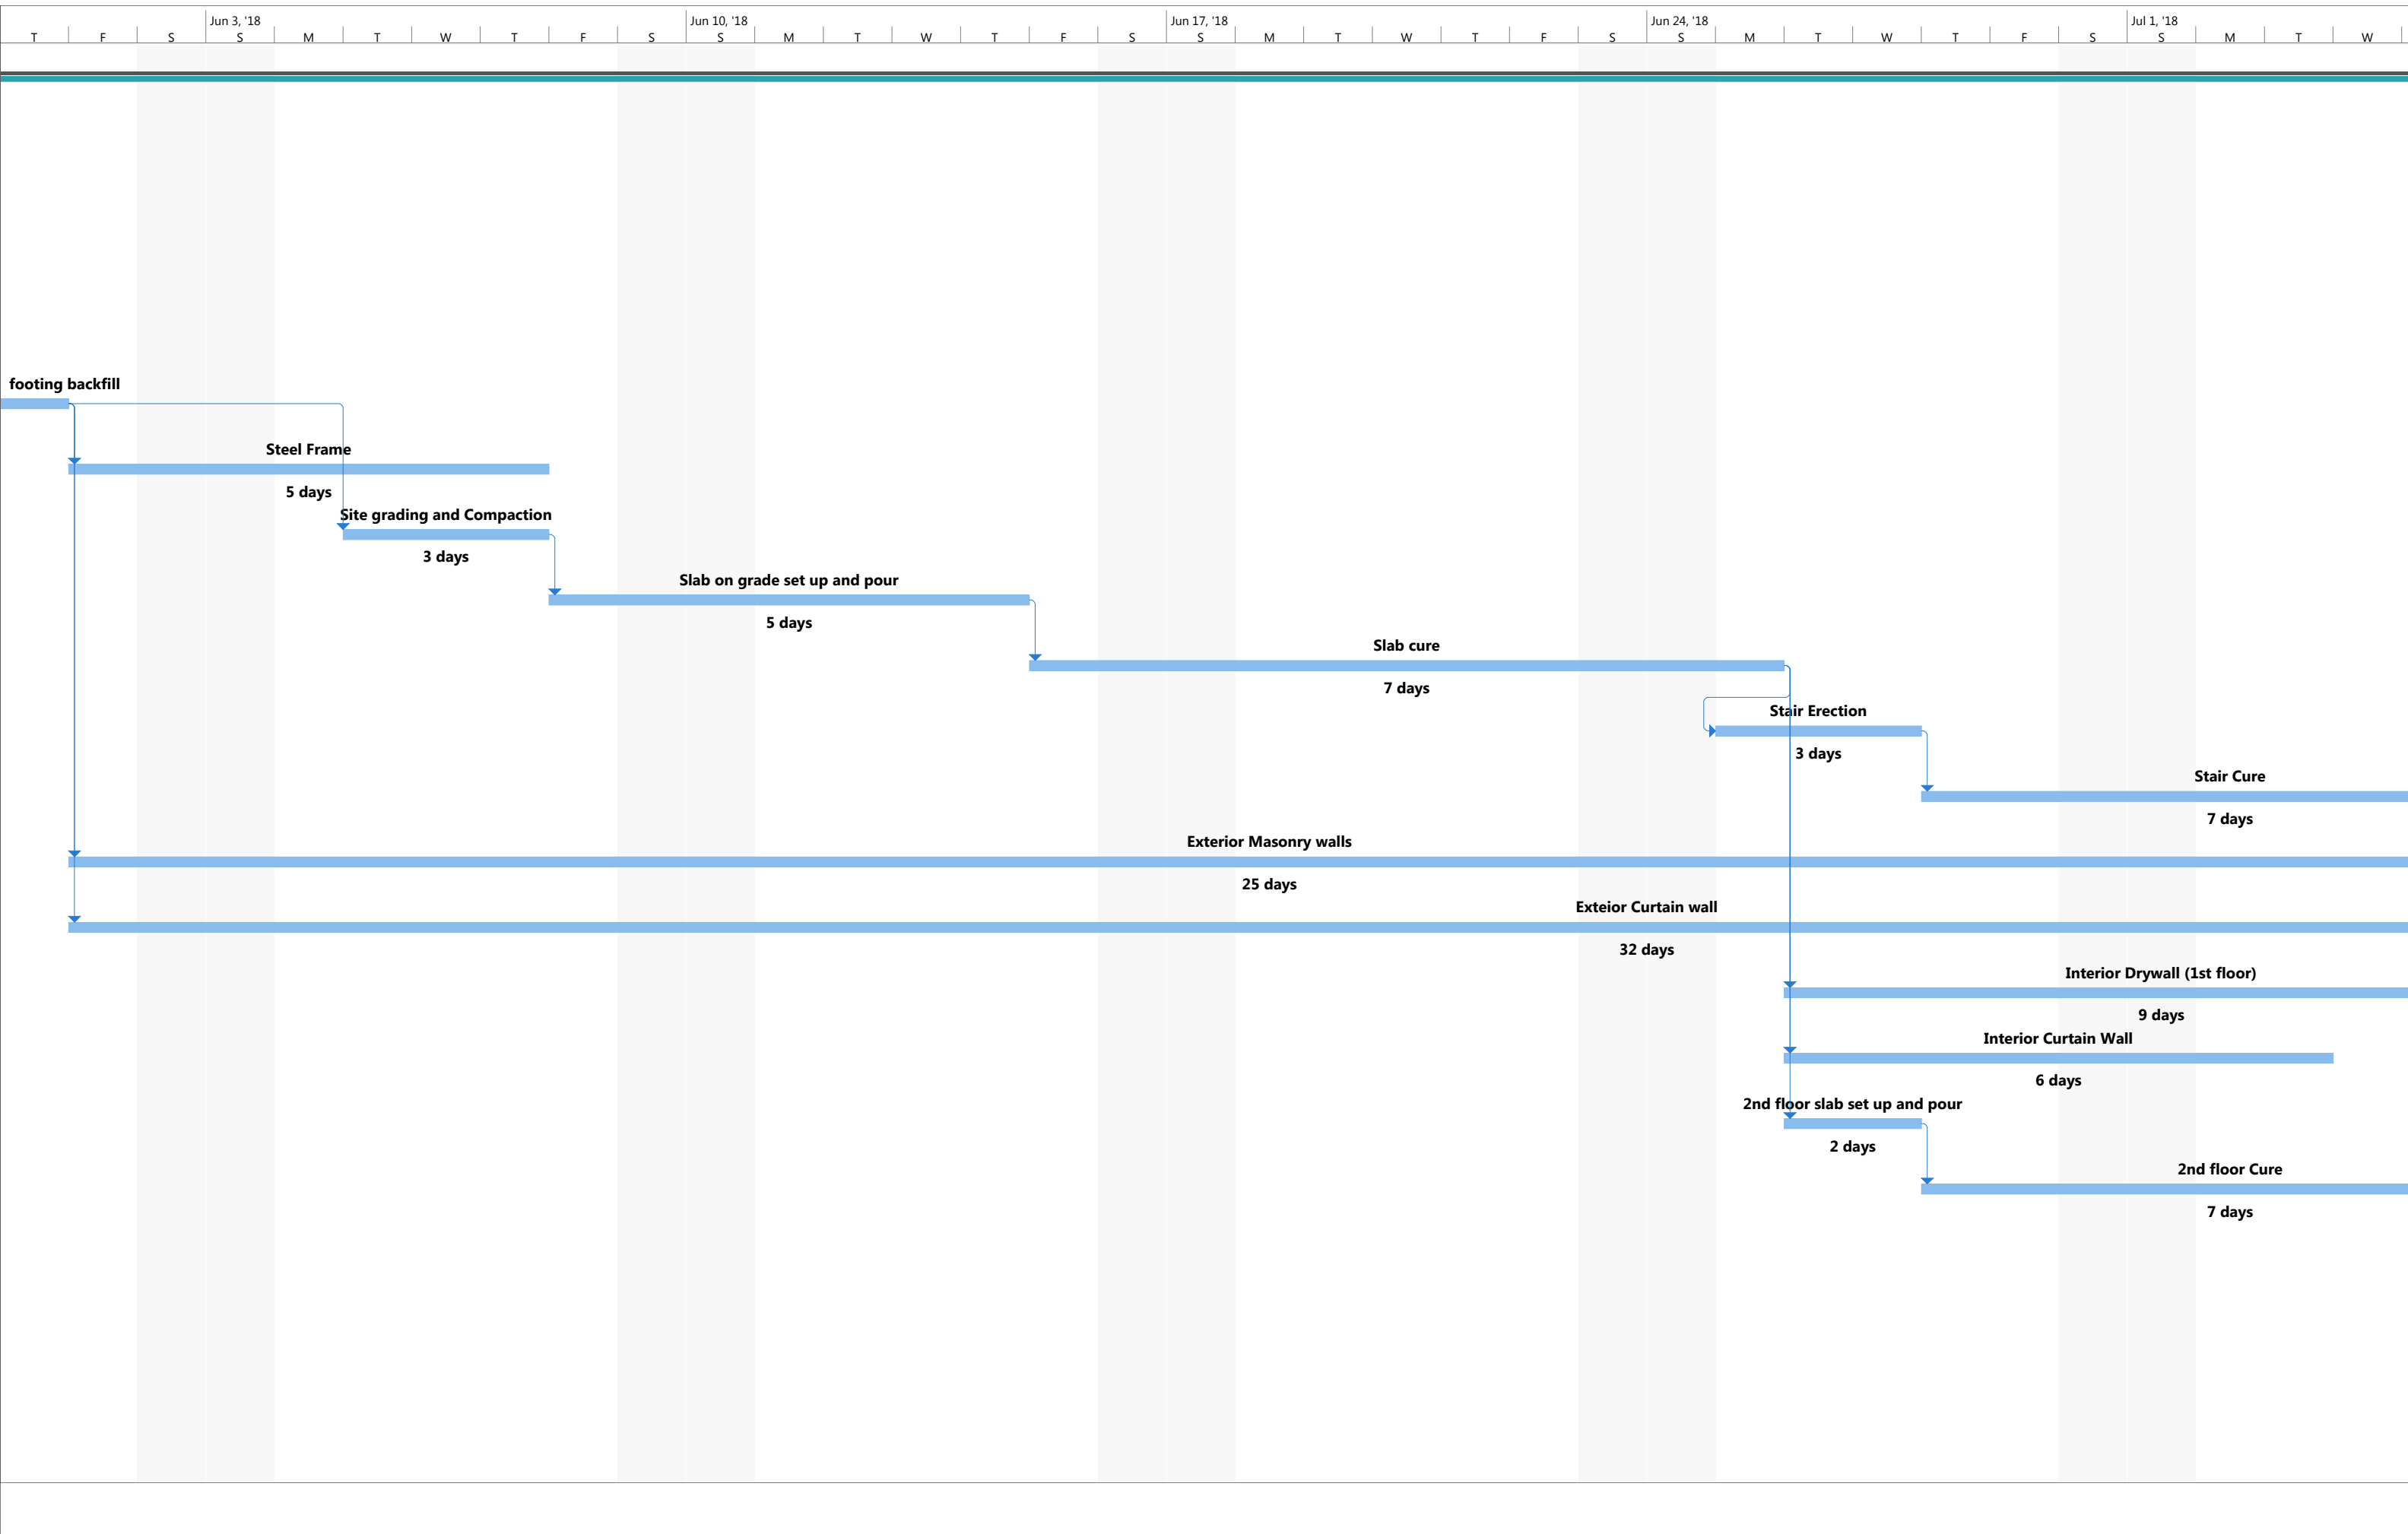 Jun 3, '18 Jun 10, '18 Jun 17, '18 Jun 24, '18 Jul 1, '18
T F S S M T W T F S S M T W T F S S M T W T F S S M T W T F S S M T W
footing backfill
Steel Frame
5 days
Site grading and Compaction
3 days
Slab on grade set up and pour
5 days
Slab cure
7 days
Stair Erection
3 days
Stair Cure
7 days
Exterior Masonry walls
25 days
Exteior Curtain wall
32 days
Interior Drywall (1st floor)
9 days
Interior Curtain Wall
6 days
2nd floor slab set up and pour
2 days
2nd floor Cure
7 days